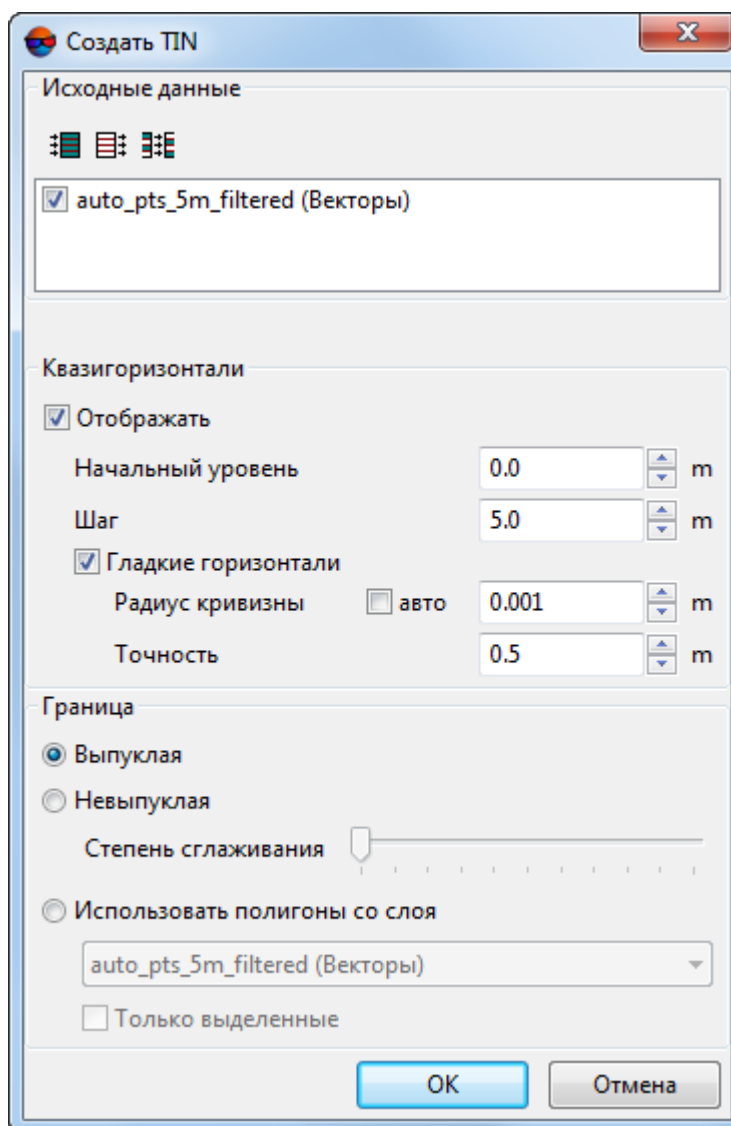 Создать TIN
Исходные данные
auto_pts_5m_filtered (Векторы)
Квазигоризонтали
Отображать
Начальный уровень 0.0 m
Шаг 5.0 m
Гладкие горизонтали
Радиус кривизны авто 0.001 m
Точность 0.5 m
Граница
Выпуклая
Невыпуклая
Степень сглаживания
Использовать полигоны со слоя
auto_pts_5m_filtered (Векторы)
Только выделенные
OK Отмена